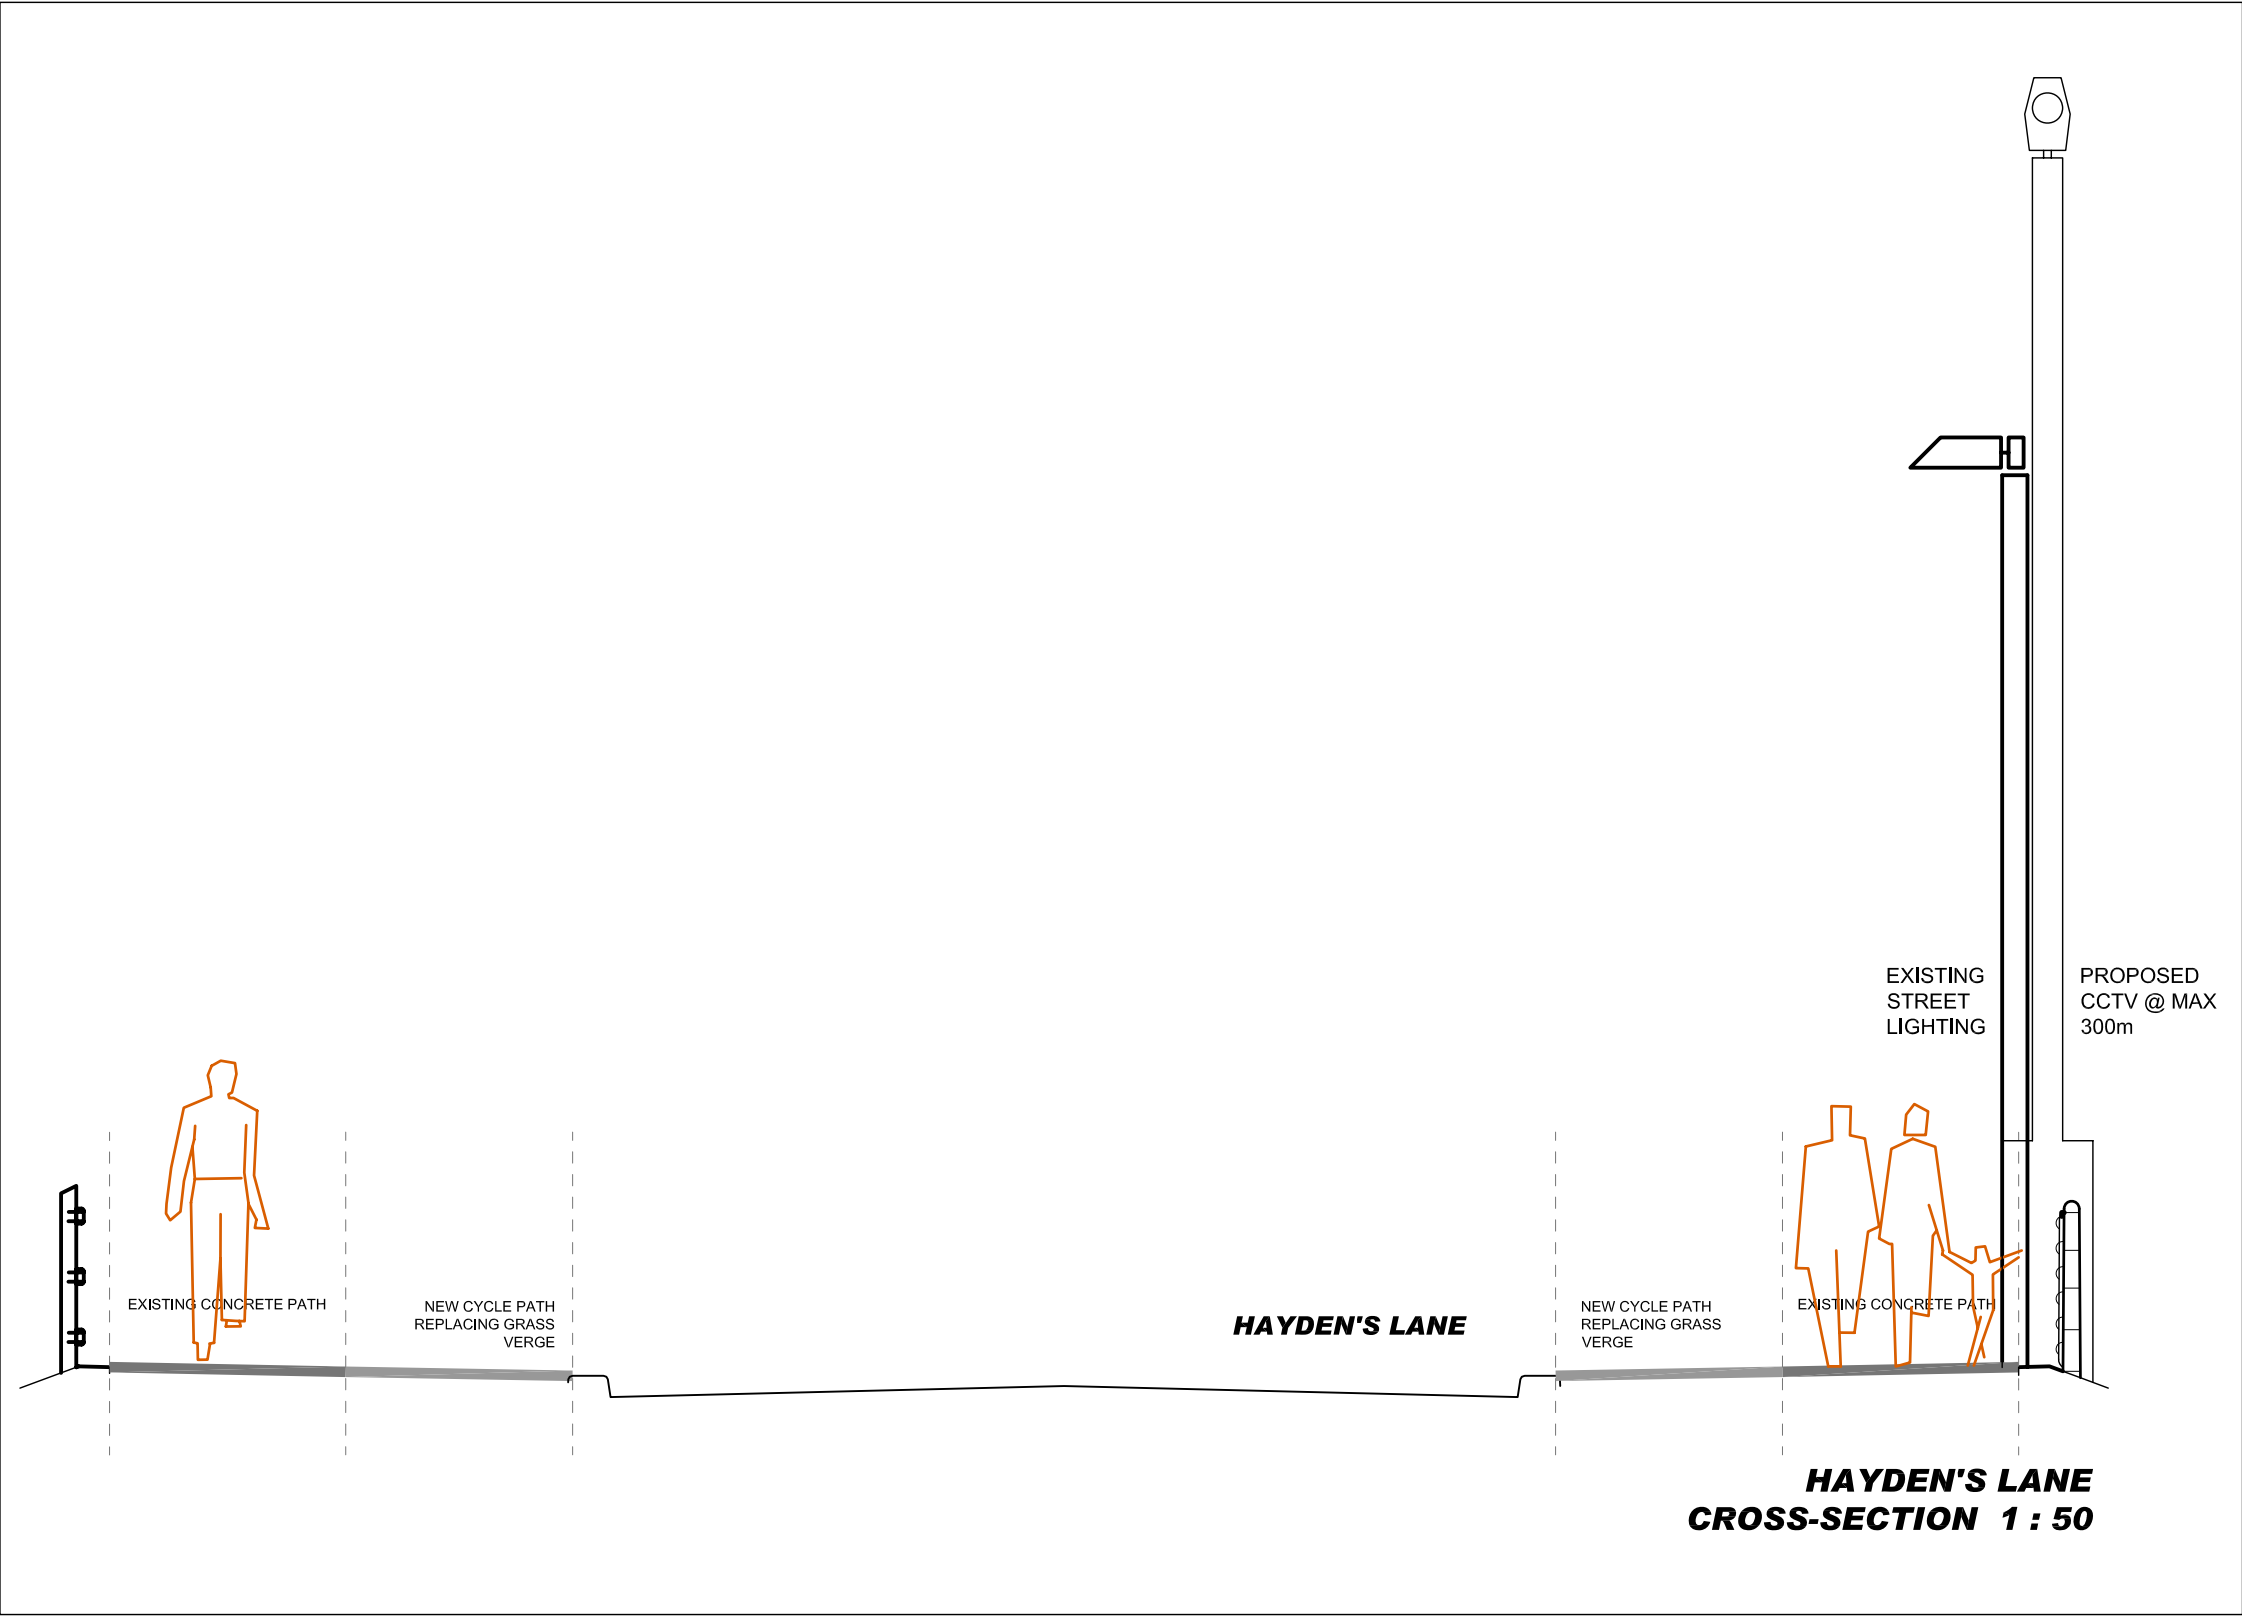 EXISTING
STREET
LIGHTING
PROPOSED
CCTV @ MAX
300m
EXISTING CONCRETE PATH
NEW CYCLE PATH
REPLACING GRASS
VERGE
HAYDEN'S LANE
NEW CYCLE PATH
REPLACING GRASS
VERGE
EXISTING CONCRETE PATH
HAYDEN'S LANE
CROSS-SECTION 1 : 50